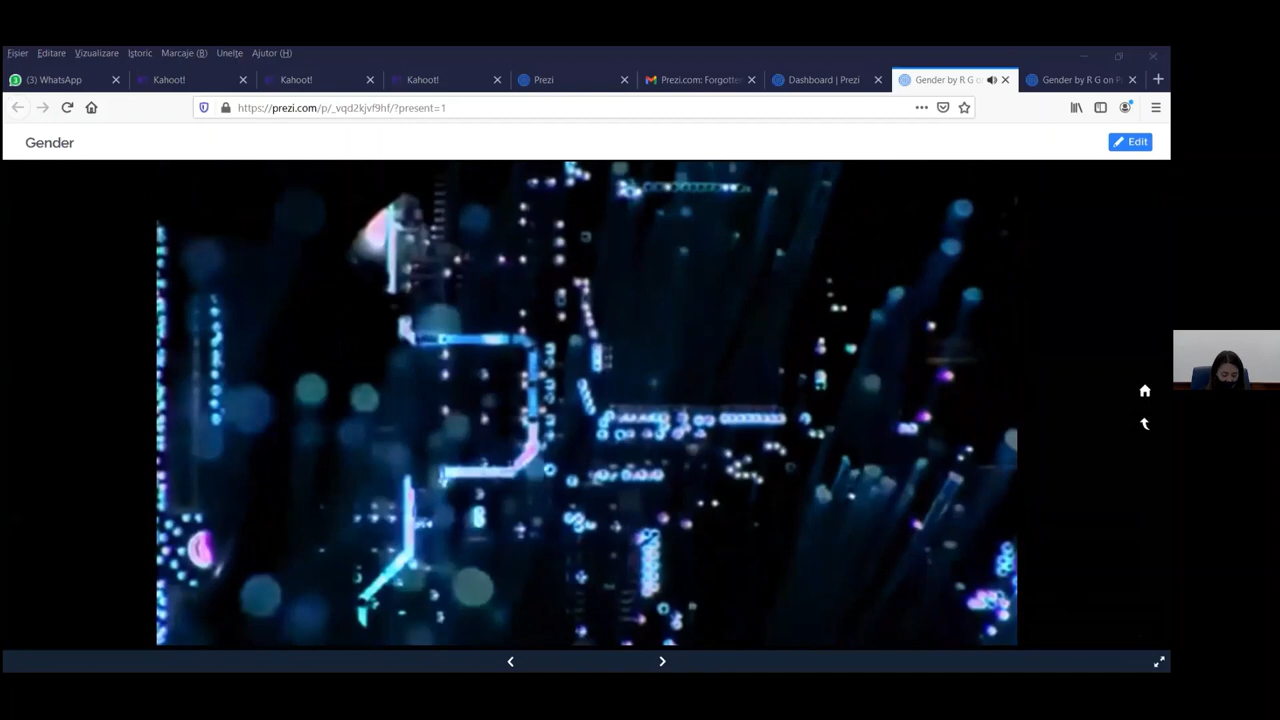 Fișier Editare Vizualizare Istoric Marcaje (B) Unelte Ajutor (H)
(3) WhatsApp Kahoot! Kahoot! Kahoot! Prezi Prezi.com: Forgotte Dashboard | Prezi Gender by R G o Gender by R G on P
https://prezi.com/p/_vqd2kjvf9hf/?present=1
Gender Edit